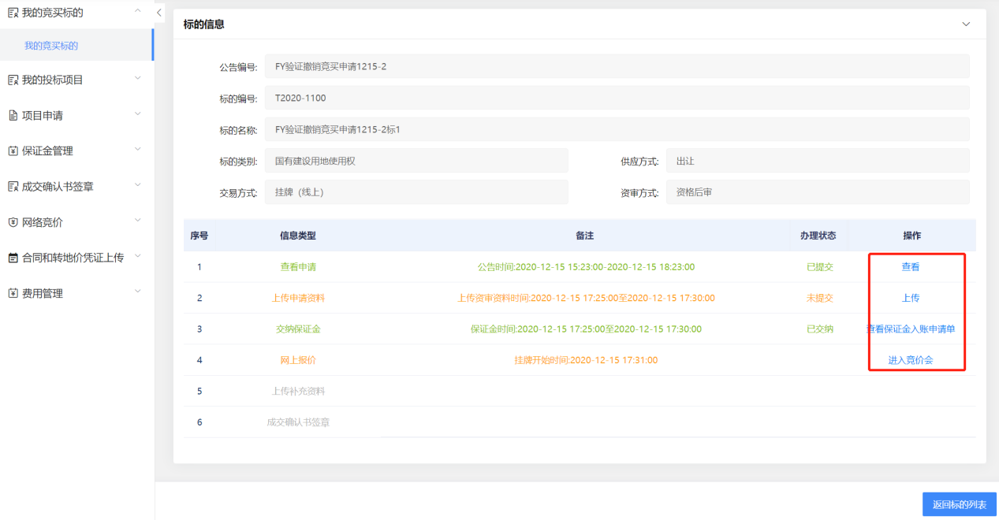 我的竞买标的
我的竞买标的
我的投标项目
项目申请
保证金管理
成交确认书签章
网络竞价
合同和转地价凭证上传
费用管理
标的信息
公告编号: FY验证撤销竞买申请1215-2
标的编号: T2020-1100
标的名称: FY验证撤销竞买申请1215-2标1
标的类别: 国有建设用地使用权 供应方式: 出让
交易方式: 挂牌（线上） 资审方式: 资格后审
序号 信息类型 备注 办理状态 操作
1 查看申请 公告时间:2020-12-15 15:23:00-2020-12-15 18:23:00 已提交 查看
2 上传申请资料 上传资审资料时间:2020-12-15 17:25:00至2020-12-15 17:30:00 未提交 上传
3 交纳保证金 保证金时间:2020-12-15 17:25:00至2020-12-15 17:30:00 已交纳 查看保证金入账申请单
4 网上报价 挂牌开始时间:2020-12-15 17:31:00 进入竞价会
5 上传补充资料
6 成交确认书签章
返回标的列表